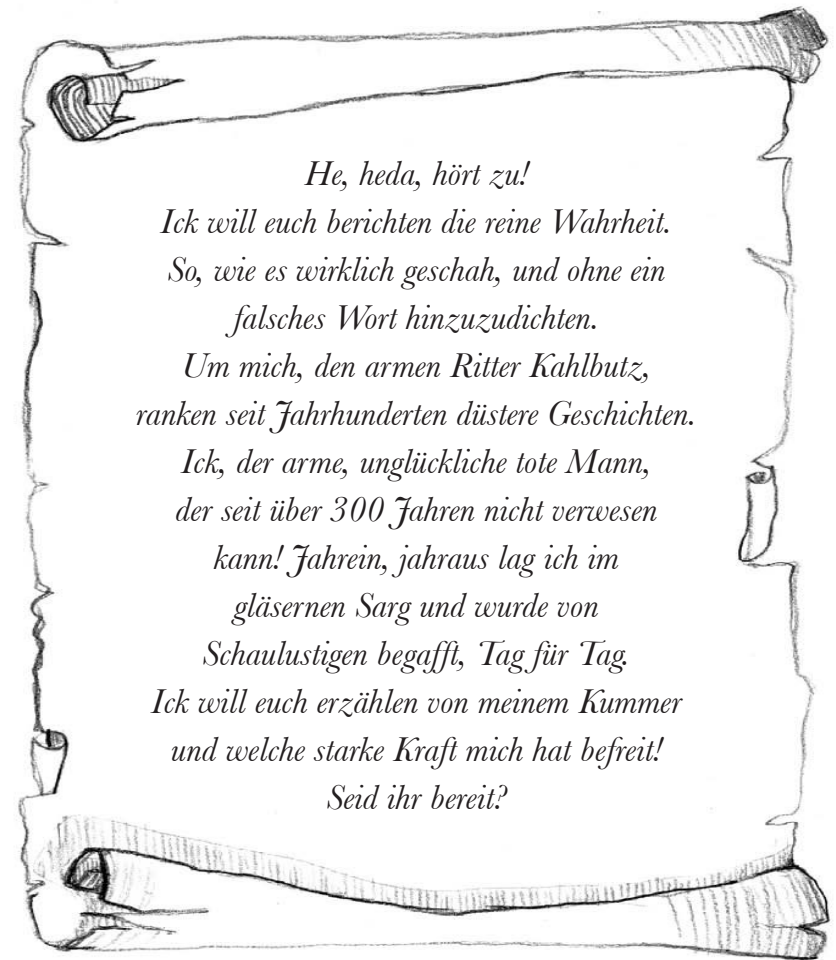 He, heda, hört zu!
Ick will euch berichten die reine Wahrheit.
So, wie es wirklich geschah, und ohne ein
falsches Wort hinzuzudichten.
Um mich, den armen Ritter Kahlbutz,
ranken seit Jahrhunderten düstere Geschichten.
Ick, der arme, unglückliche tote Mann,
der seit über 300 Jahren nicht verwesen
kann! Jahrein, jahraus lag ich im
gläsernen Sarg und wurde von
Schaulustigen begafft, Tag für Tag.
Ick will euch erzählen von meinem Kummer
und welche starke Kraft mich hat befreit!
Seid ihr bereit?